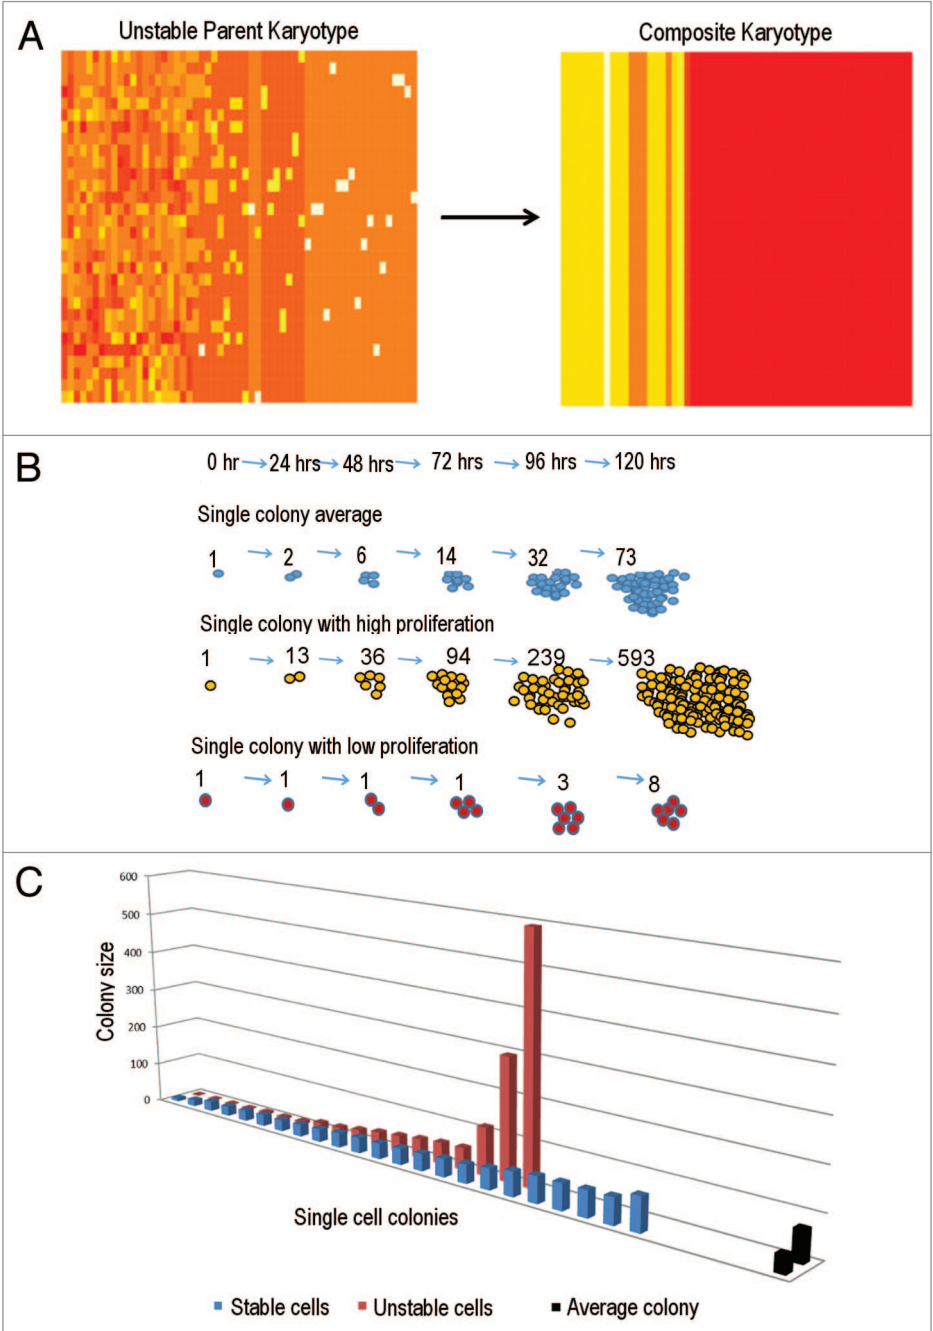 A
Unstable Parent Karyotype
Composite Karyotype
B
0 hr 24 hrs 48 hrs 72 hrs 96 hrs 120 hrs
Single colony average
1 2 6 14 32 73
Single colony with high proliferation
1 13 36 94 239 593
Single colony with low proliferation
1 1 1 1 3 8
C
600
500
400
300
200
100
0
Colony size
Single cell colonies
Stable cells Unstable cells Average colony